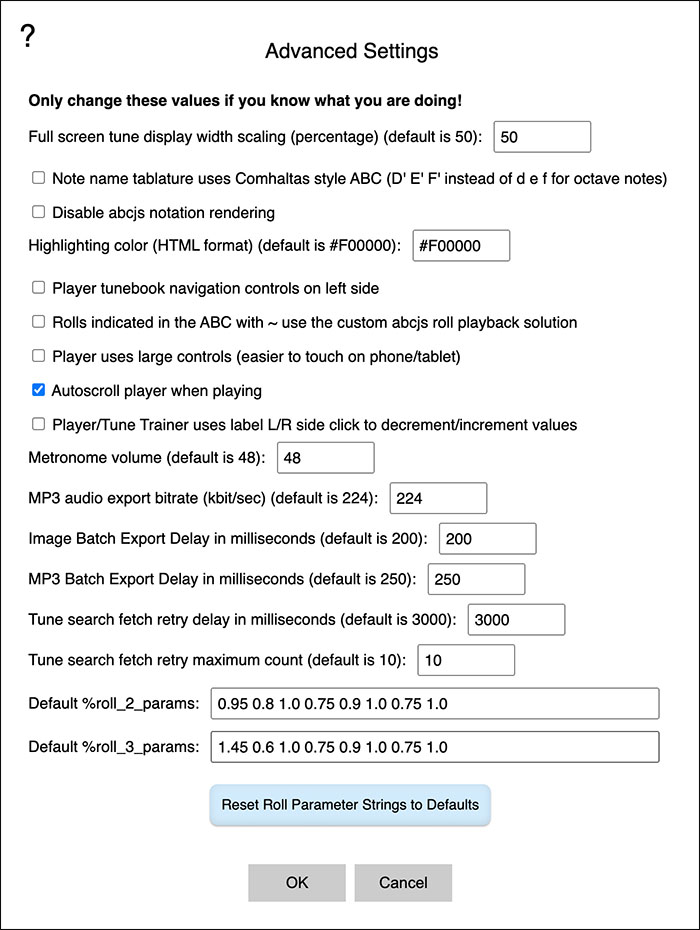 ?
Advanced Settings
Only change these values if you know what you are doing!
Full screen tune display width scaling (percentage) (default is 50): 50
Note name tablature uses Comhaltas style ABC (D' E' F' instead of d e f for octave notes)
Disable abcjs notation rendering
Highlighting color (HTML format) (default is #F00000): #F00000
Player tunebook navigation controls on left side
Rolls indicated in the ABC with ~ use the custom abcjs roll playback solution
Player uses large controls (easier to touch on phone/tablet)
Autoscroll player when playing
Player/Tune Trainer uses label L/R side click to decrement/increment values
Metronome volume (default is 48): 48
MP3 audio export bitrate (kbit/sec) (default is 224): 224
Image Batch Export Delay in milliseconds (default is 200): 200
MP3 Batch Export Delay in milliseconds (default is 250): 250
Tune search fetch retry delay in milliseconds (default is 3000): 3000
Tune search fetch retry maximum count (default is 10): 10
Default %roll_2_params: 0.95 0.8 1.0 0.75 0.9 1.0 0.75 1.0
Default %roll_3_params: 1.45 0.6 1.0 0.75 0.9 1.0 0.75 1.0
Reset Roll Parameter Strings to Defaults
OK Cancel